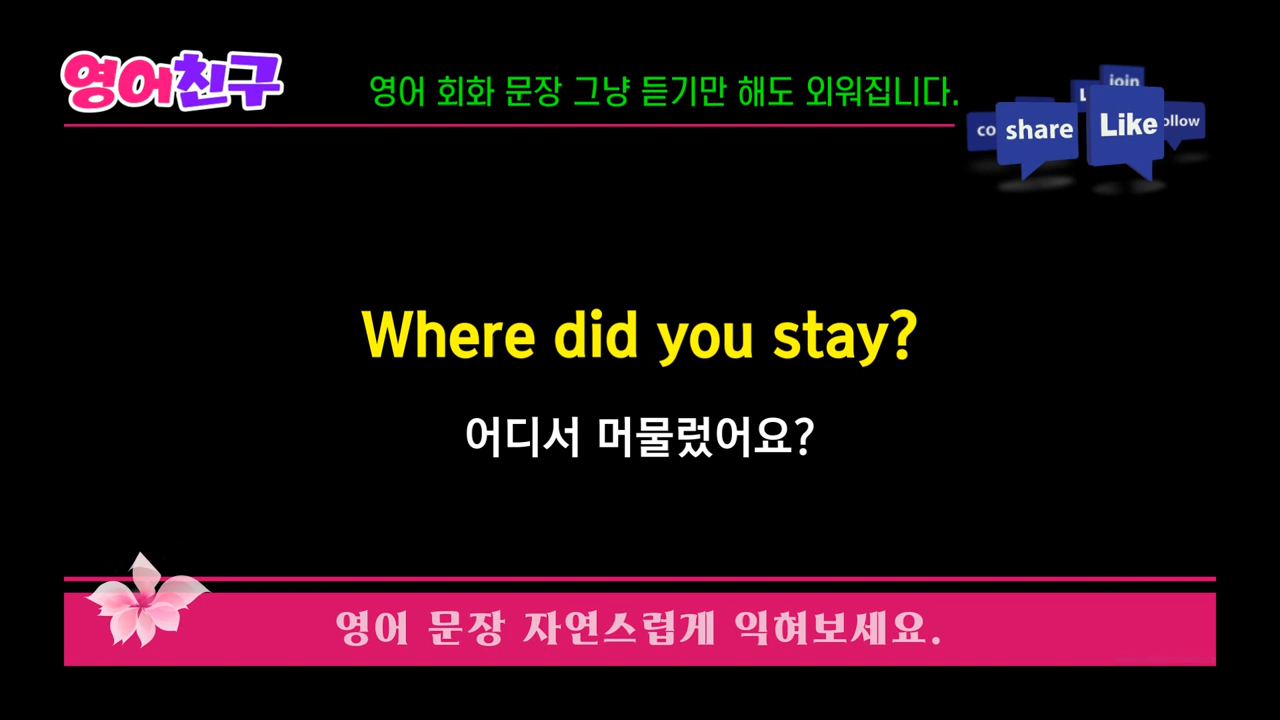 영어친구
영어 회화 문장 그냥 듣기만 해도 외워집니다.
join
share
Like
Where did you stay?
어디서 머물렀어요?
영어 문장 자연스럽게 익혀보세요.